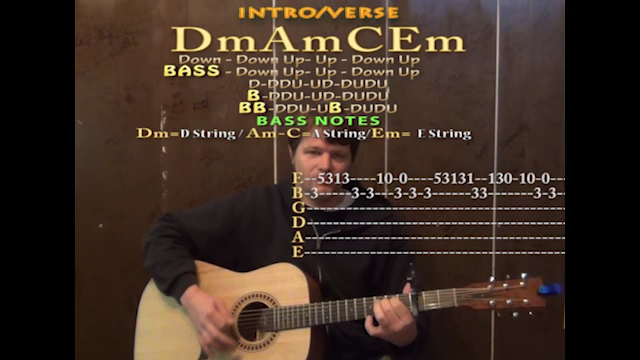 INTRO/VERSE
DmAmCEm
Down - Down Up- Up - Down Up
BASS - Down Up- Up - Down Up
D-DDU-UD-DUDU
B-DDU-UD-DUDU
BB-DDU-UB-DUDU
BASS NOTES
Dm=D String / Am-C=A String/Em= E String
E--5313----10-0----53131--130-10-0---
B-3-----3-3---3-3-3------33-------3-3--
G-----------------------------------
D-----------------------------------
A-----------------------------------
E-----------------------------------